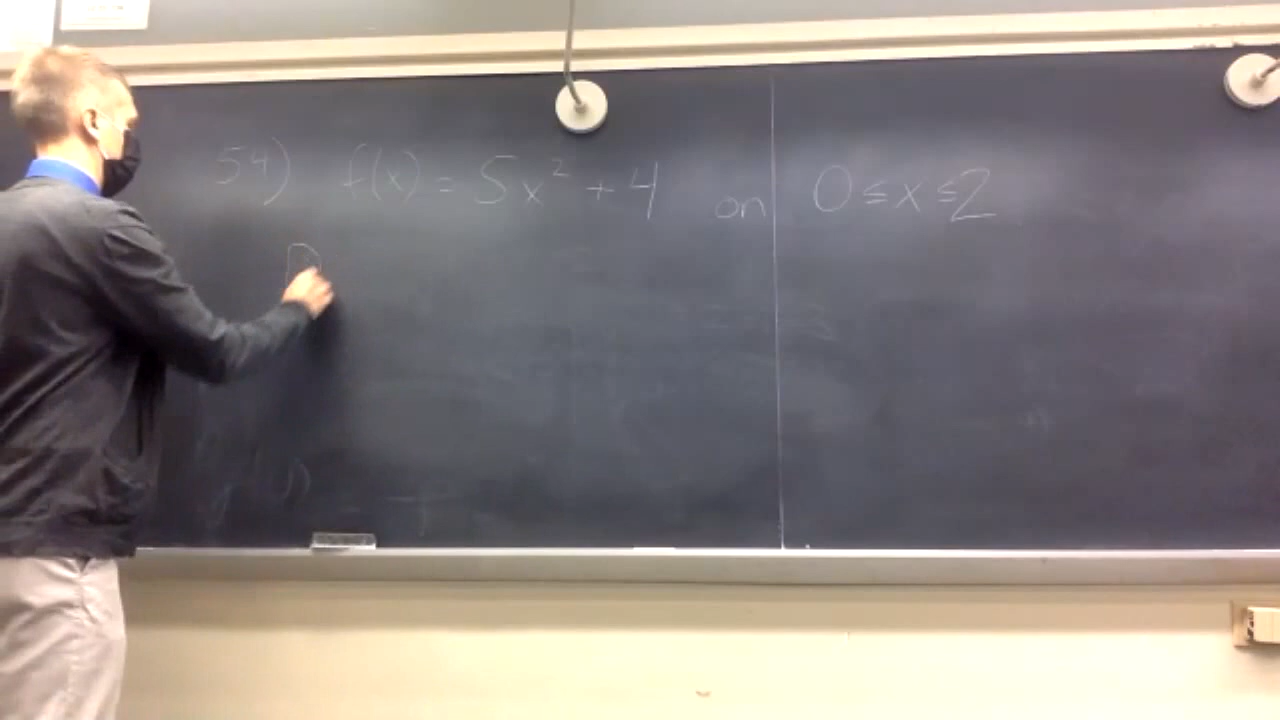 54) f(x) = 5x² + 4 on 0 ≤ x ≤ 2